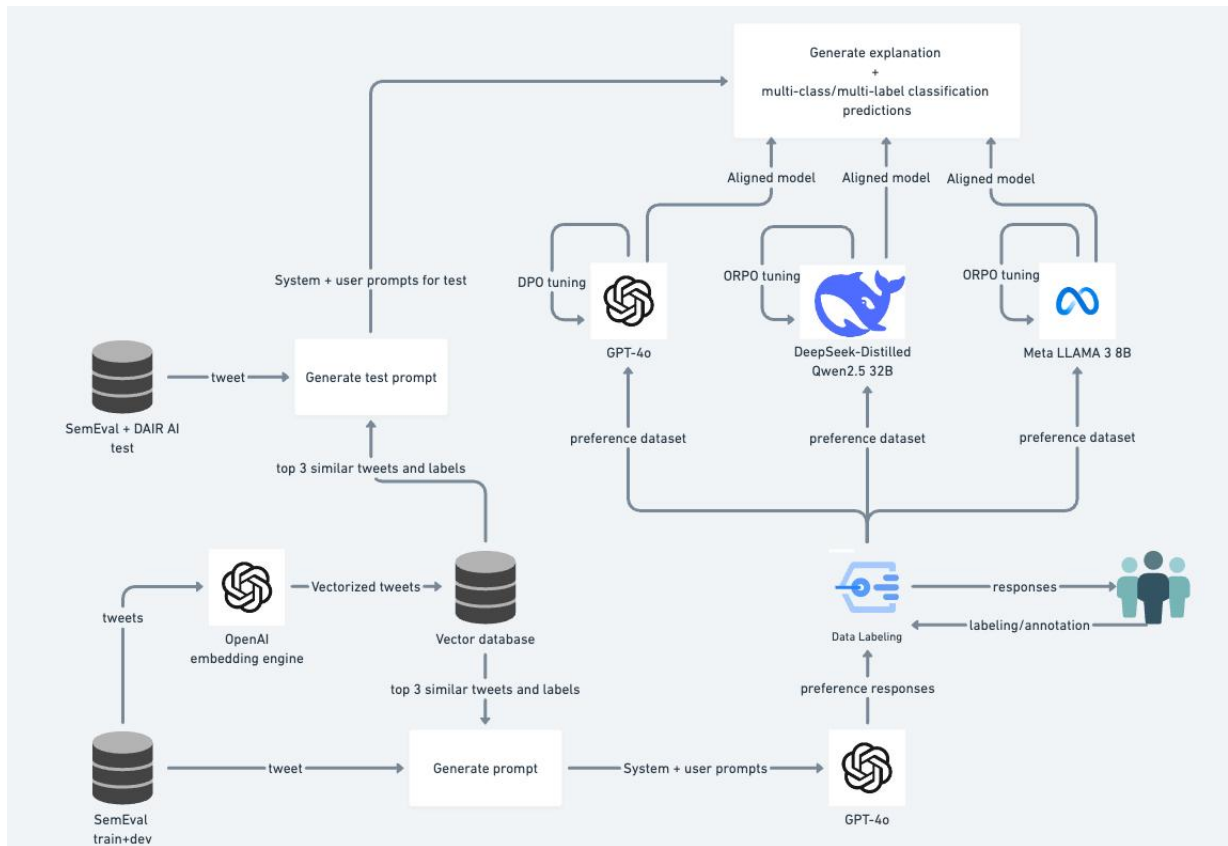 Generate explanation
+
multi-class/multi-label classification
predictions
Aligned model
Aligned model
Aligned model
System + user prompts for test
DPO tuning
ORPO tuning
ORPO tuning
GPT-4o
DeepSeek-Distilled
Qwen2.5 32B
Meta LLAMA 3 8B
tweet
Generate test prompt
SemEval + DAIR AI
test
preference dataset
preference dataset
preference dataset
top 3 similar tweets and labels
tweets
Vectorized tweets
OpenAI
embedding engine
Vector database
responses
labeling/annotation
Data Labeling
top 3 similar tweets and labels
preference responses
tweet
Generate prompt
System + user prompts
SemEval
train+dev
GPT-4o